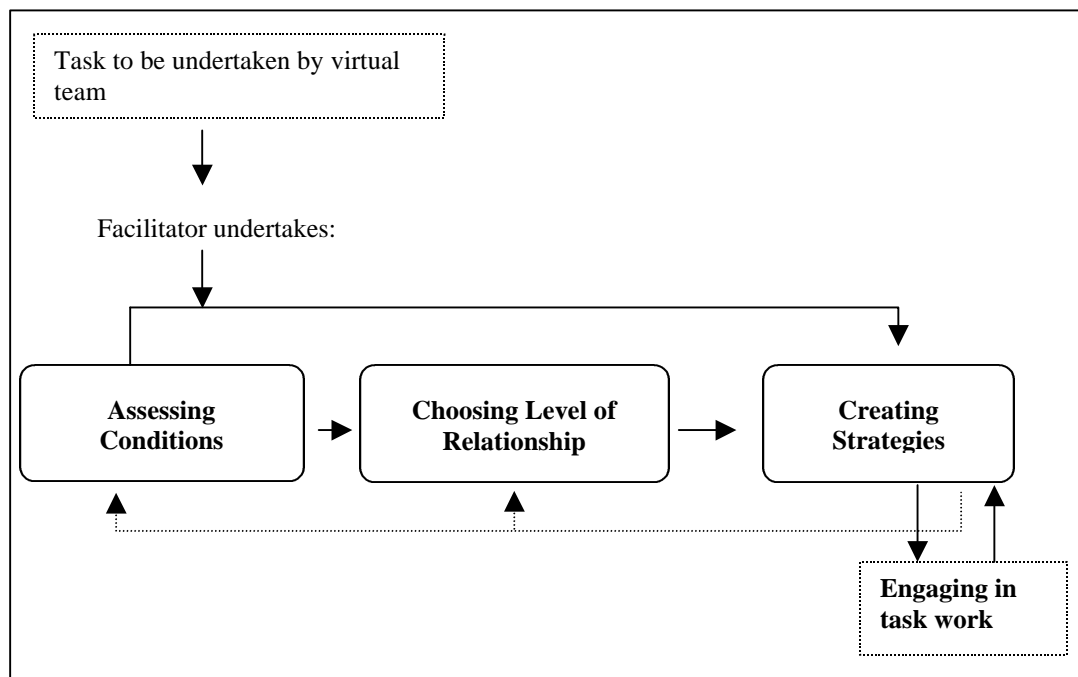 Task to be undertaken by virtual
team
Facilitator undertakes:
Assessing
Conditions
Choosing Level of
Relationship
Creating
Strategies
Engaging in
task work